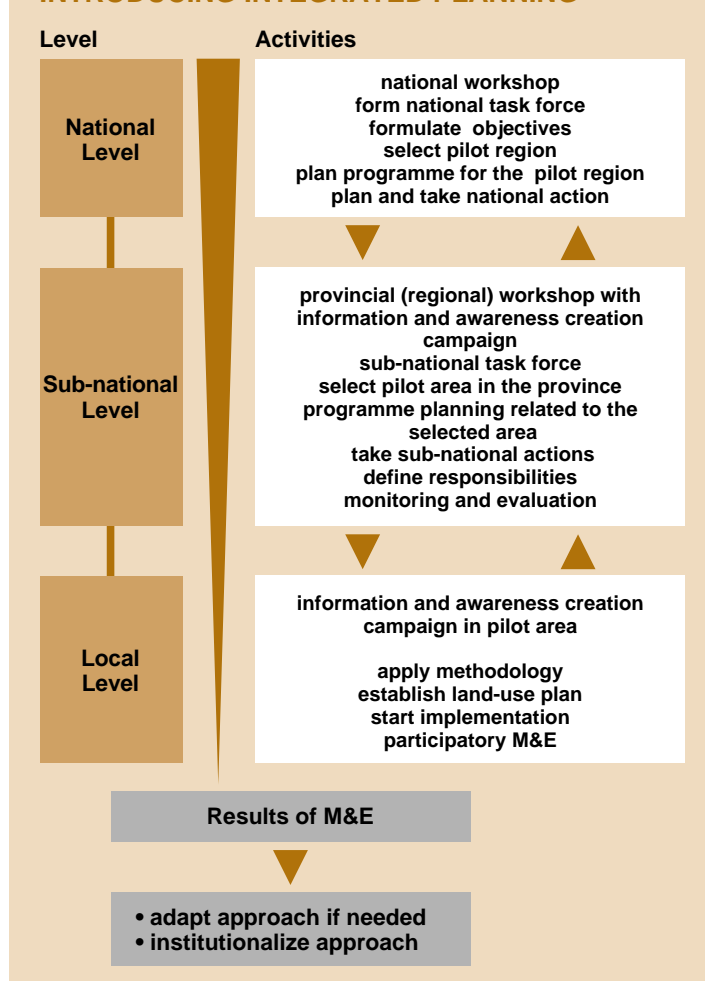 INTRODUCING INTEGRATED PLANNING
Level
Activities
National
Level
national workshop
form national task force
formulate objectives
select pilot region
plan programme for the pilot region
plan and take national action
Sub-national
Level
provincial (regional) workshop with
information and awareness creation
campaign
sub-national task force
select pilot area in the province
programme planning related to the
selected area
take sub-national actions
define responsibilities
monitoring and evaluation
Local
Level
information and awareness creation
campaign in pilot area
apply methodology
establish land-use plan
start implementation
participatory M&E
Results of M&E
• adapt approach if needed
• institutionalize approach